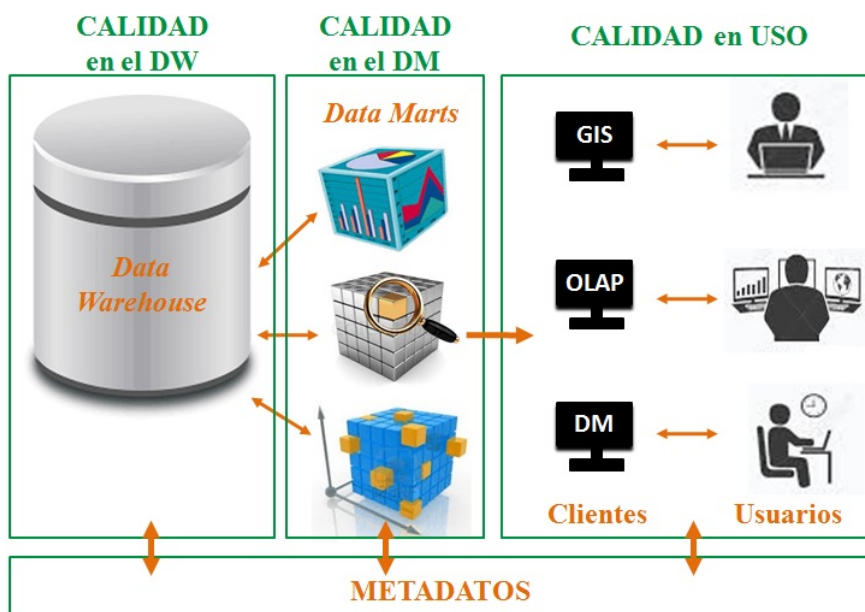 CALIDAD
en el DW
CALIDAD
en el DM
CALIDAD en USO
Data Marts
Data
Warehouse
GIS
OLAP
DM
Clientes
Usuarios
METADATOS